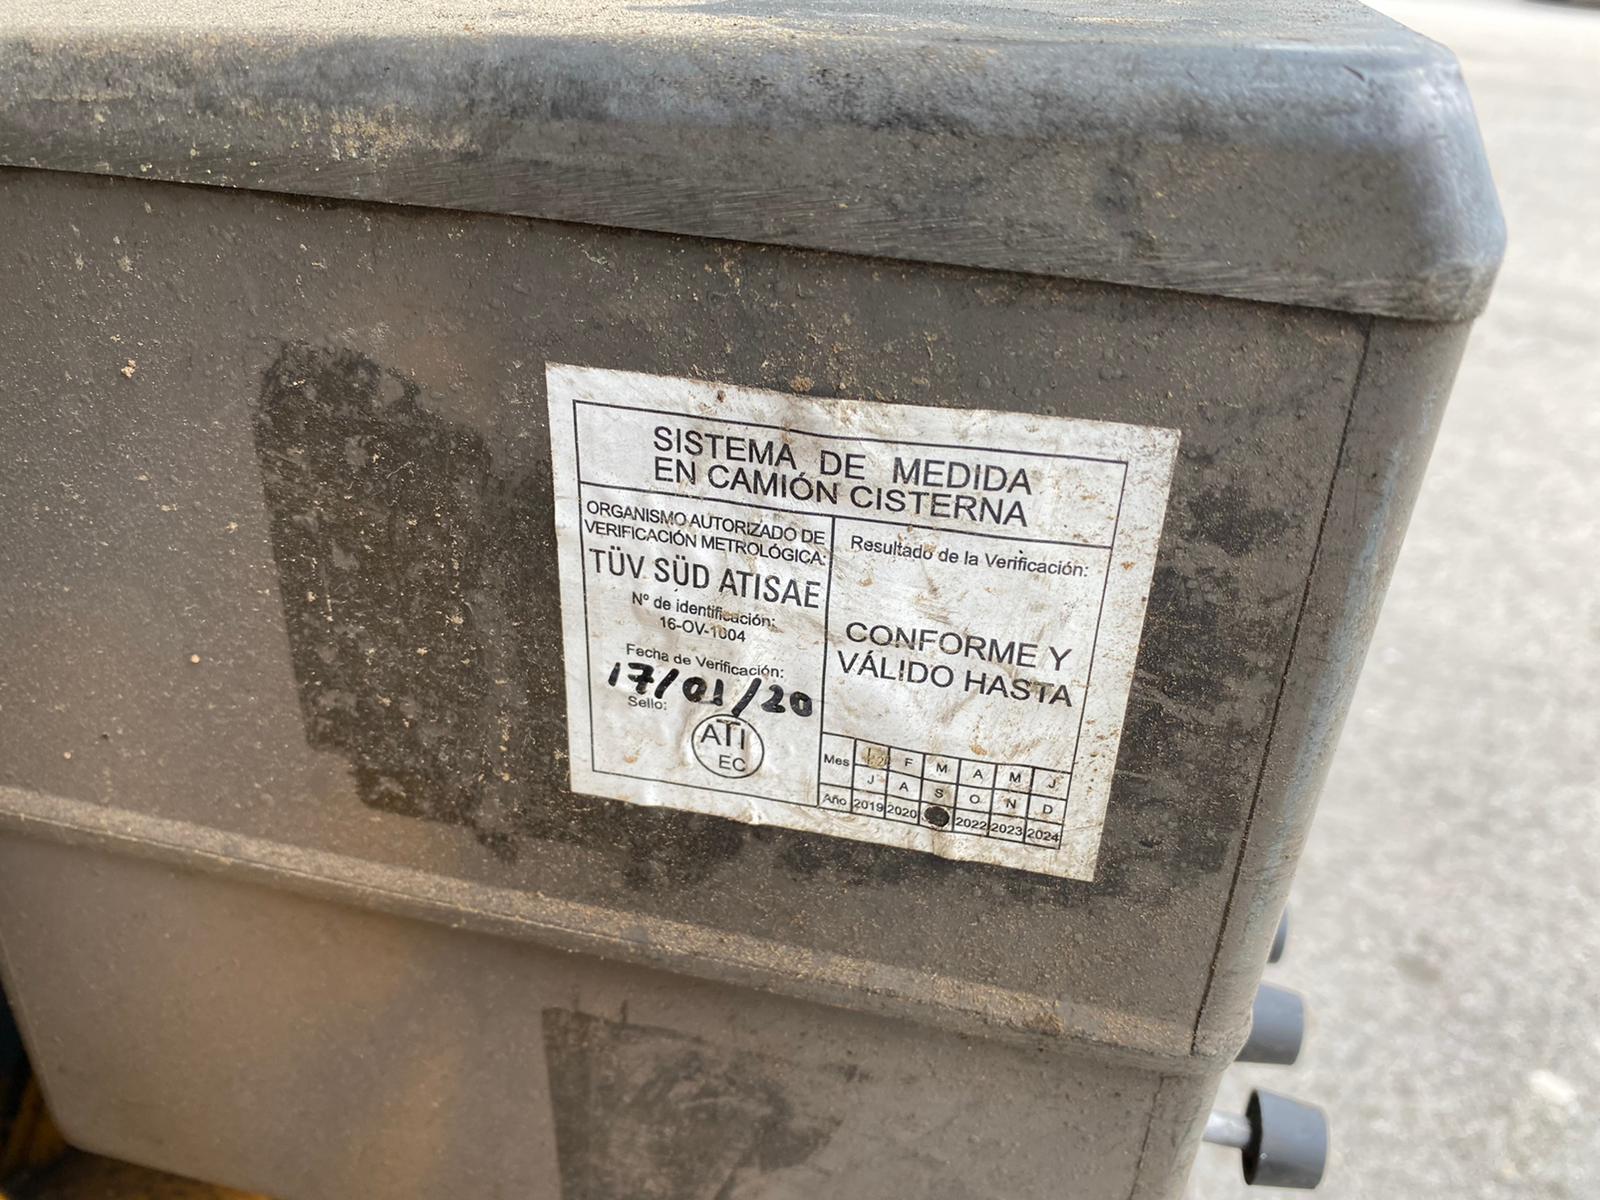 SISTEMA DE MEDIDA
EN CAMIÓN CISTERNA
ORGANISMO AUTORIZADO DE
VERIFICACIÓN METROLÓGICA:
TÜV SÜD ATISAE
Nº de identificación:
16-OV-1004
Fecha de Verificación:
17/01/20
Sello:
ATI
EC
Resultado de la Verificación:
CONFORME Y
VÁLIDO HASTA
Mes F M A M J
J A S O N D
Año 2019 2020 2022 2023 2024